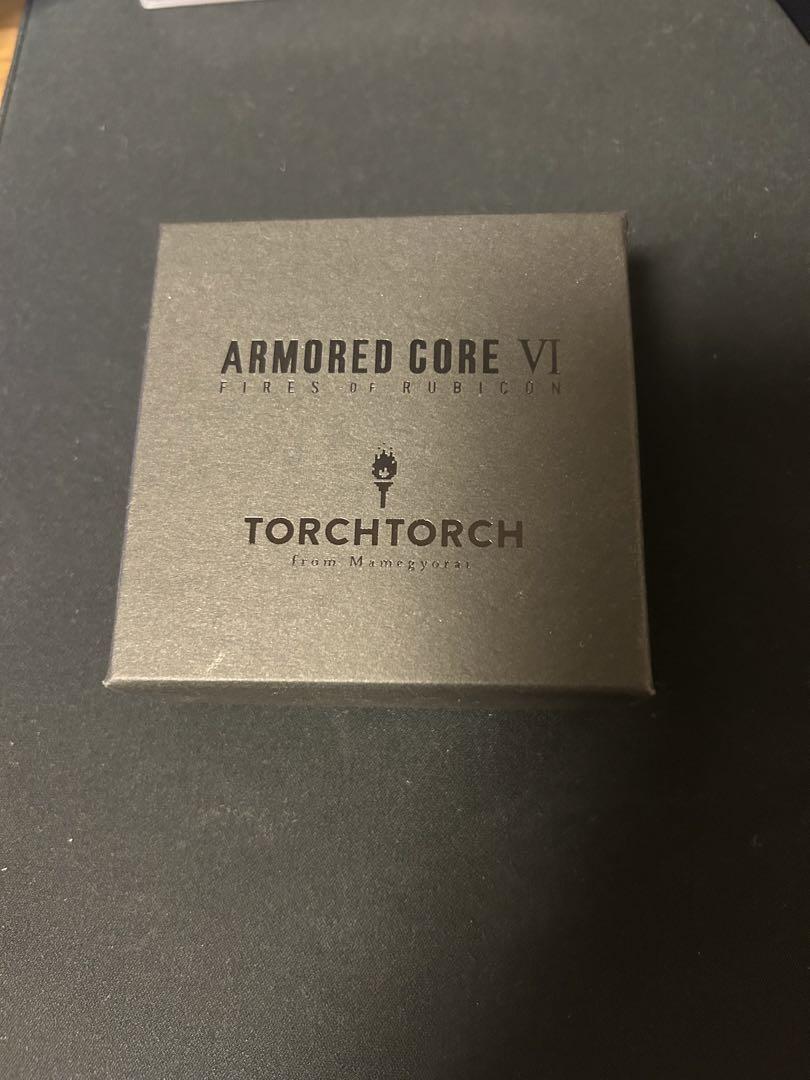 ARMORED CORE VI
FIRES OF RUBICON
TORCHTORCH
from Mamegyorai